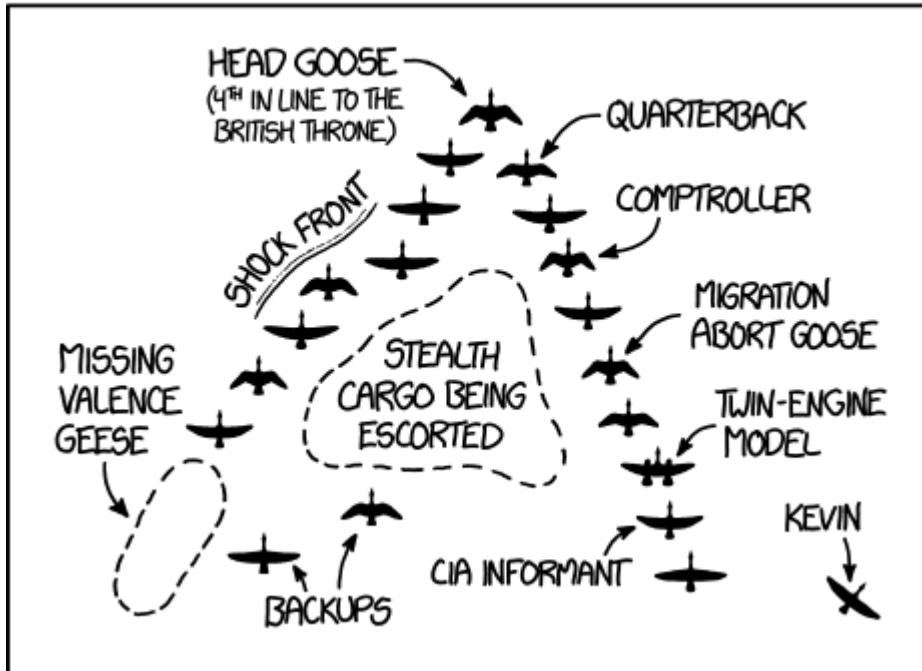 HEAD GOOSE
(4TH IN LINE TO THE
BRITISH THRONE)
QUARTERBACK
COMPTROLLER
SHOCK FRONT
MIGRATION
ABORT GOOSE
MISSING
VALENCE
GEESE
STEALTH
CARGO BEING
ESCORTED
TWIN-ENGINE
MODEL
KEVIN
CIA INFORMANT
BACKUPS